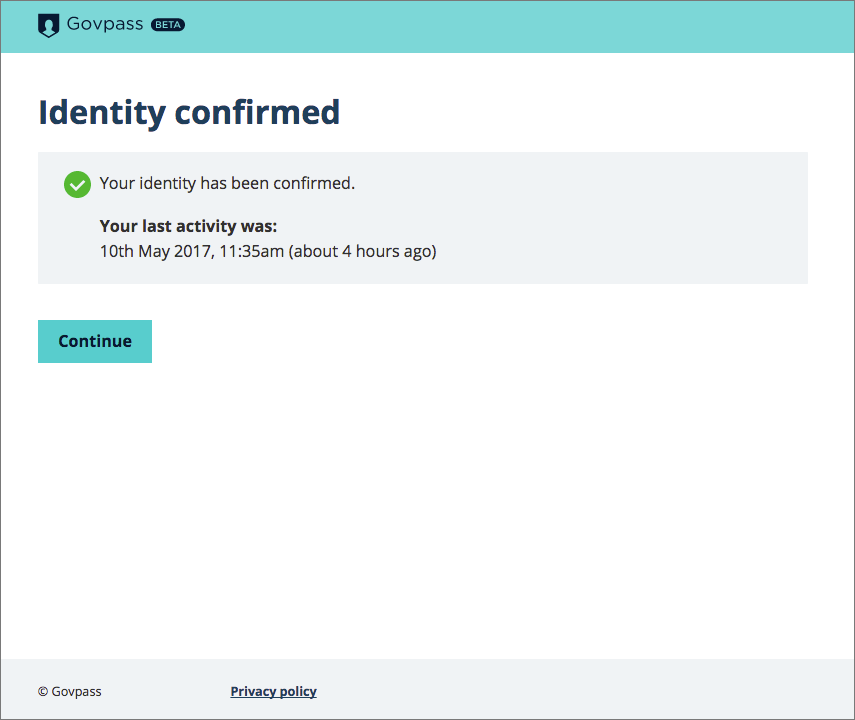 Govpass BETA
Identity confirmed
Your identity has been confirmed.
Your last activity was:
10th May 2017, 11:35am (about 4 hours ago)
Continue
© Govpass Privacy policy